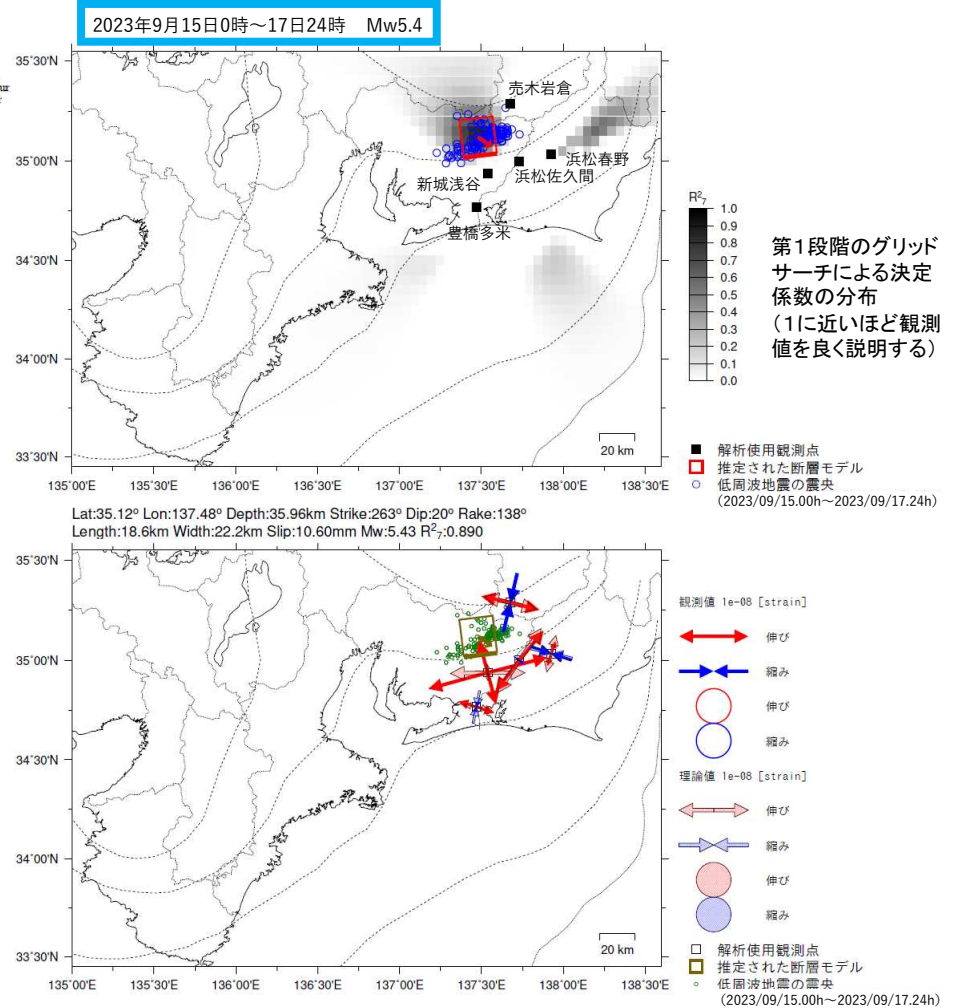 2023年9月15日0時～17日24時 Mw5.4
35°30'N
35°00'N
34°30'N
34°00'N
33°30'N
売木岩倉
浜松春野
浜松佐久間
新城浅谷
豊橋多米
20 km
135°00'E 135°30'E 136°00'E 136°30'E 137°00'E 137°30'E 138°00'E 138°30'E
R²₇
1.0
0.9
0.8
0.7
0.6
0.5
0.4
0.3
0.2
0.1
0.0
第1段階のグリッド
サーチによる決定
係数の分布
（1に近いほど観測
値を良く説明する）
解析使用観測点
推定された断層モデル
低周波地震の震央
(2023/09/15.00h～2023/09/17.24h)
Lat:35.12° Lon:137.48° Depth:35.96km Strike:263° Dip:20° Rake:138°
Length:18.6km Width:22.2km Slip:10.60mm Mw:5.43 R²₇:0.890
35°30'N
35°00'N
34°30'N
34°00'N
33°30'N
20 km
135°00'E 135°30'E 136°00'E 136°30'E 137°00'E 137°30'E 138°00'E 138°30'E
観測値 1e-08 [strain]
伸び
縮み
伸び
縮み
理論値 1e-08 [strain]
伸び
縮み
伸び
縮み
解析使用観測点
推定された断層モデル
低周波地震の震央
(2023/09/15.00h～2023/09/17.24h)